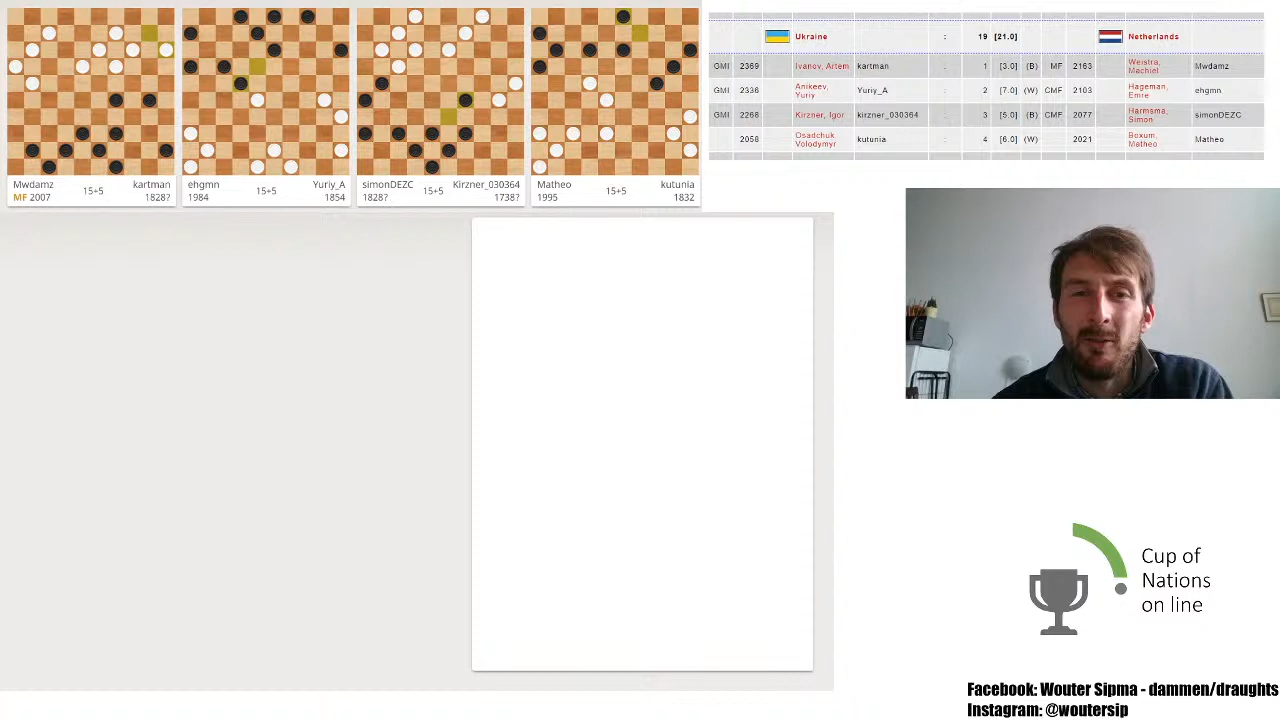 Ukraine : 19 [21.0] Netherlands
GMI 2369 Ivanov, Artem kartman : 1 [3.0] (B) MF 2163 Weistra, Machiel Mwdamz
GMI 2336 Anikeev, Yuriy Yuriy_A : 2 [7.0] (W) CMF 2103 Hageman, Emre ehgmn
GMI 2268 Kirzner, Igor kirzner_030364 : 3 [5.0] (B) CMF 2077 Harmsma, Simon simonDEZC
2058 Osadchuk Volodymyr kutunia : 4 [6.0] (W) 2021 Boxum, Matheo Matheo
Mwdamz 15+5 kartman
MF 2007 1828?
ehgmn 15+5 Yuriy_A
1984 1854
simonDEZC 15+5 Kirzner_030364
1828? 1738?
Matheo 15+5 kutunia
1995 1832
Cup of
Nations
on line
Facebook: Wouter Sipma - dammen/draughts
Instagram: @woutersip